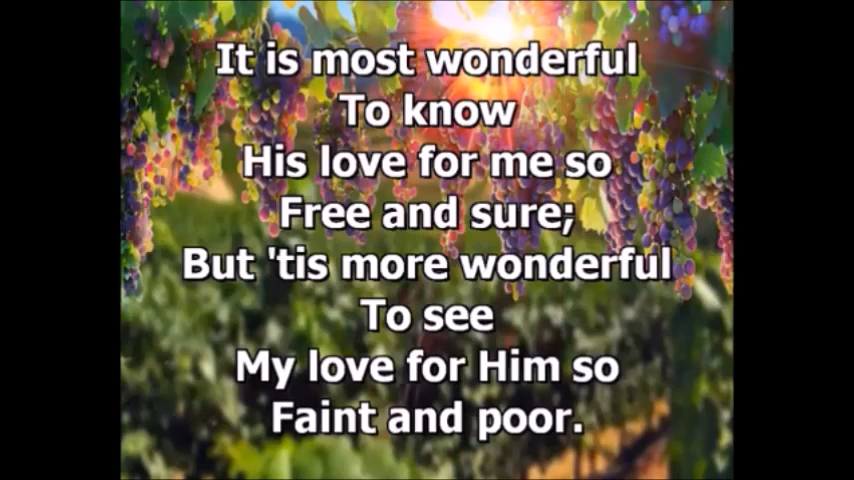 It is most wonderful
To know
His love for me so
Free and sure;
But 'tis more wonderful
To see
My love for Him so
Faint and poor.